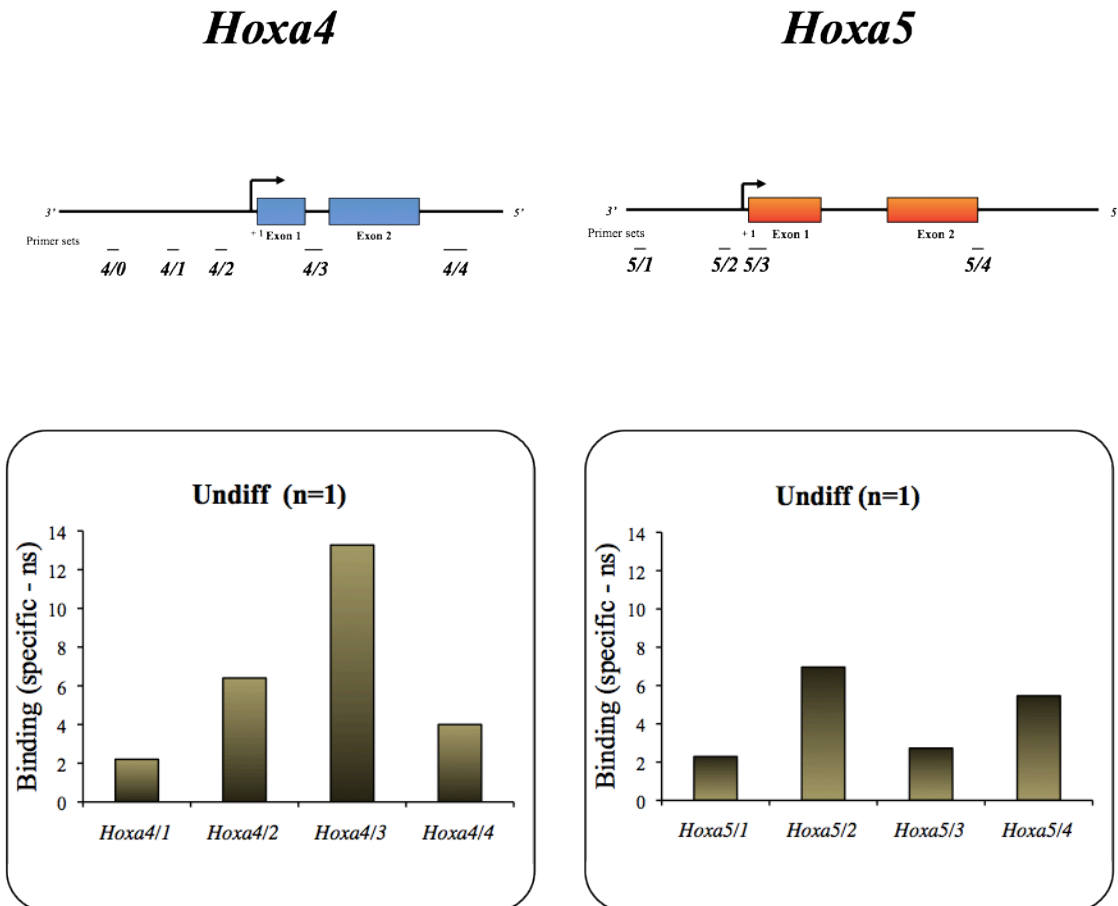 Hoxa4
3' 5'
+ 1 Exon 1 Exon 2
Primer sets
4/0 4/1 4/2 4/3 4/4
Hoxa5
3' 5
Primer sets + 1 Exon 1 Exon 2
5/1 5/2 5/3 5/4
Undiff (n=1)
Binding (specific - ns)
14
12
10
8
6
4
2
0
Hoxa4/1 Hoxa4/2 Hoxa4/3 Hoxa4/4
Undiff (n=1)
Binding (specific - ns)
14
12
10
8
6
4
2
0
Hoxa5/1 Hoxa5/2 Hoxa5/3 Hoxa5/4